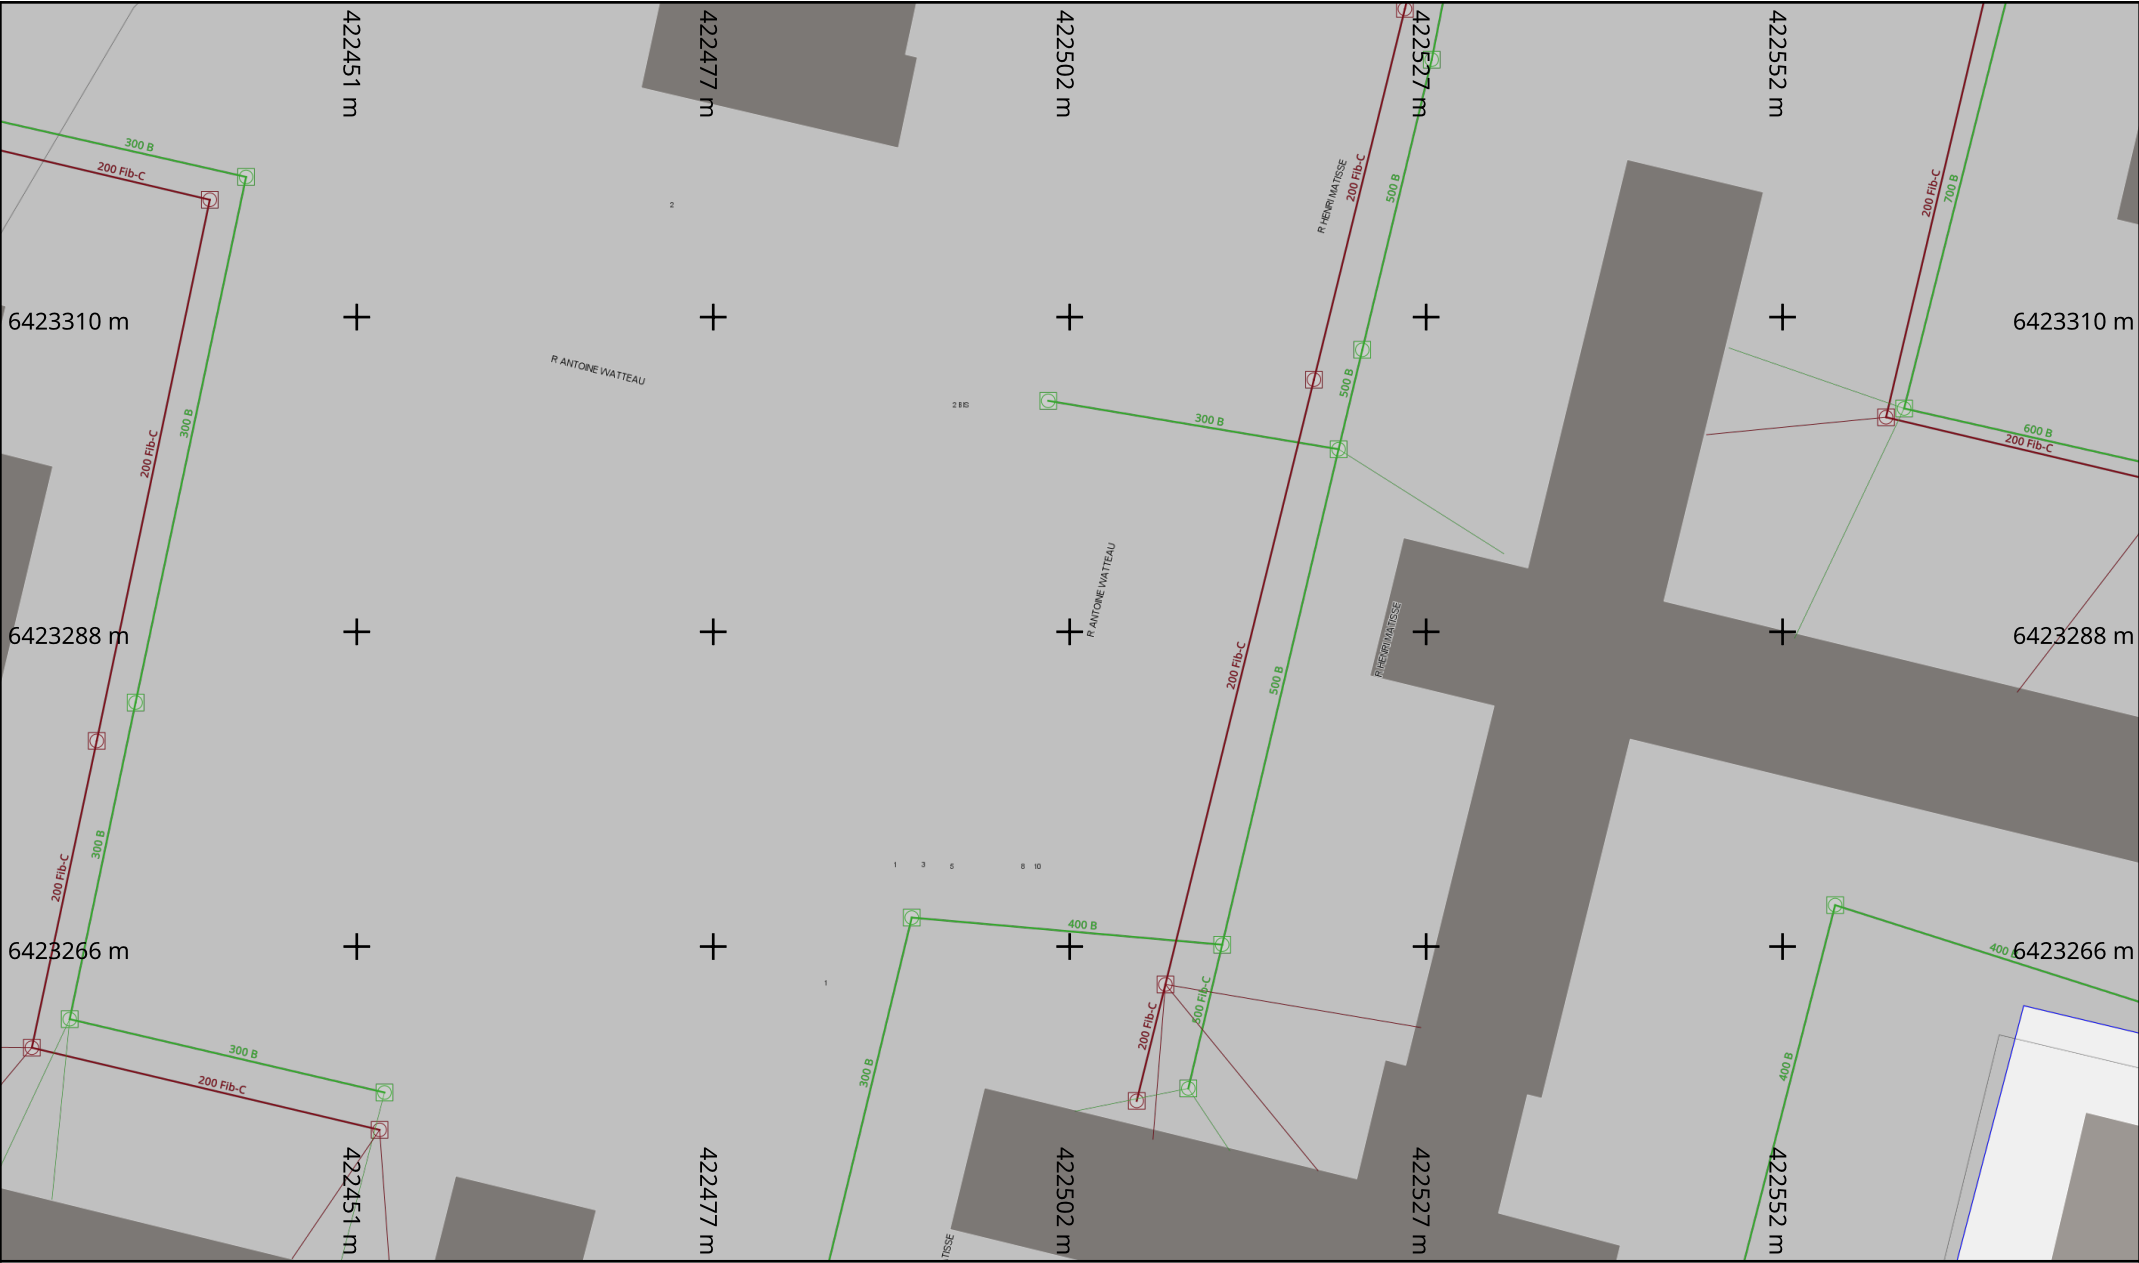 422451 m
422477 m
422502 m
422527 m
422552 m
300 B
200 Fib-C
2
R HENRI MATISSE
200 Fib-C
500 B
200 Fib-C
700 B
6423310 m
6423310 m
R ANTOINE WATTEAU
500 B
2 BIS
300 B
300 B
200 Fib-C
600 B
200 Fib-C
R ANTOINE WATTEAU
6423288 m
R HENRI MATISSE
6423288 m
200 Fib-C
500 B
300 B
200 Fib-C
1
3
5
8
10
400 B
6423266 m
400
6423266 m
1
500 Fib-C
200 Fib-C
300 B
200 Fib-C
300 B
400 B
422451 m
422477 m
422502 m
422527 m
422552 m
TISSE